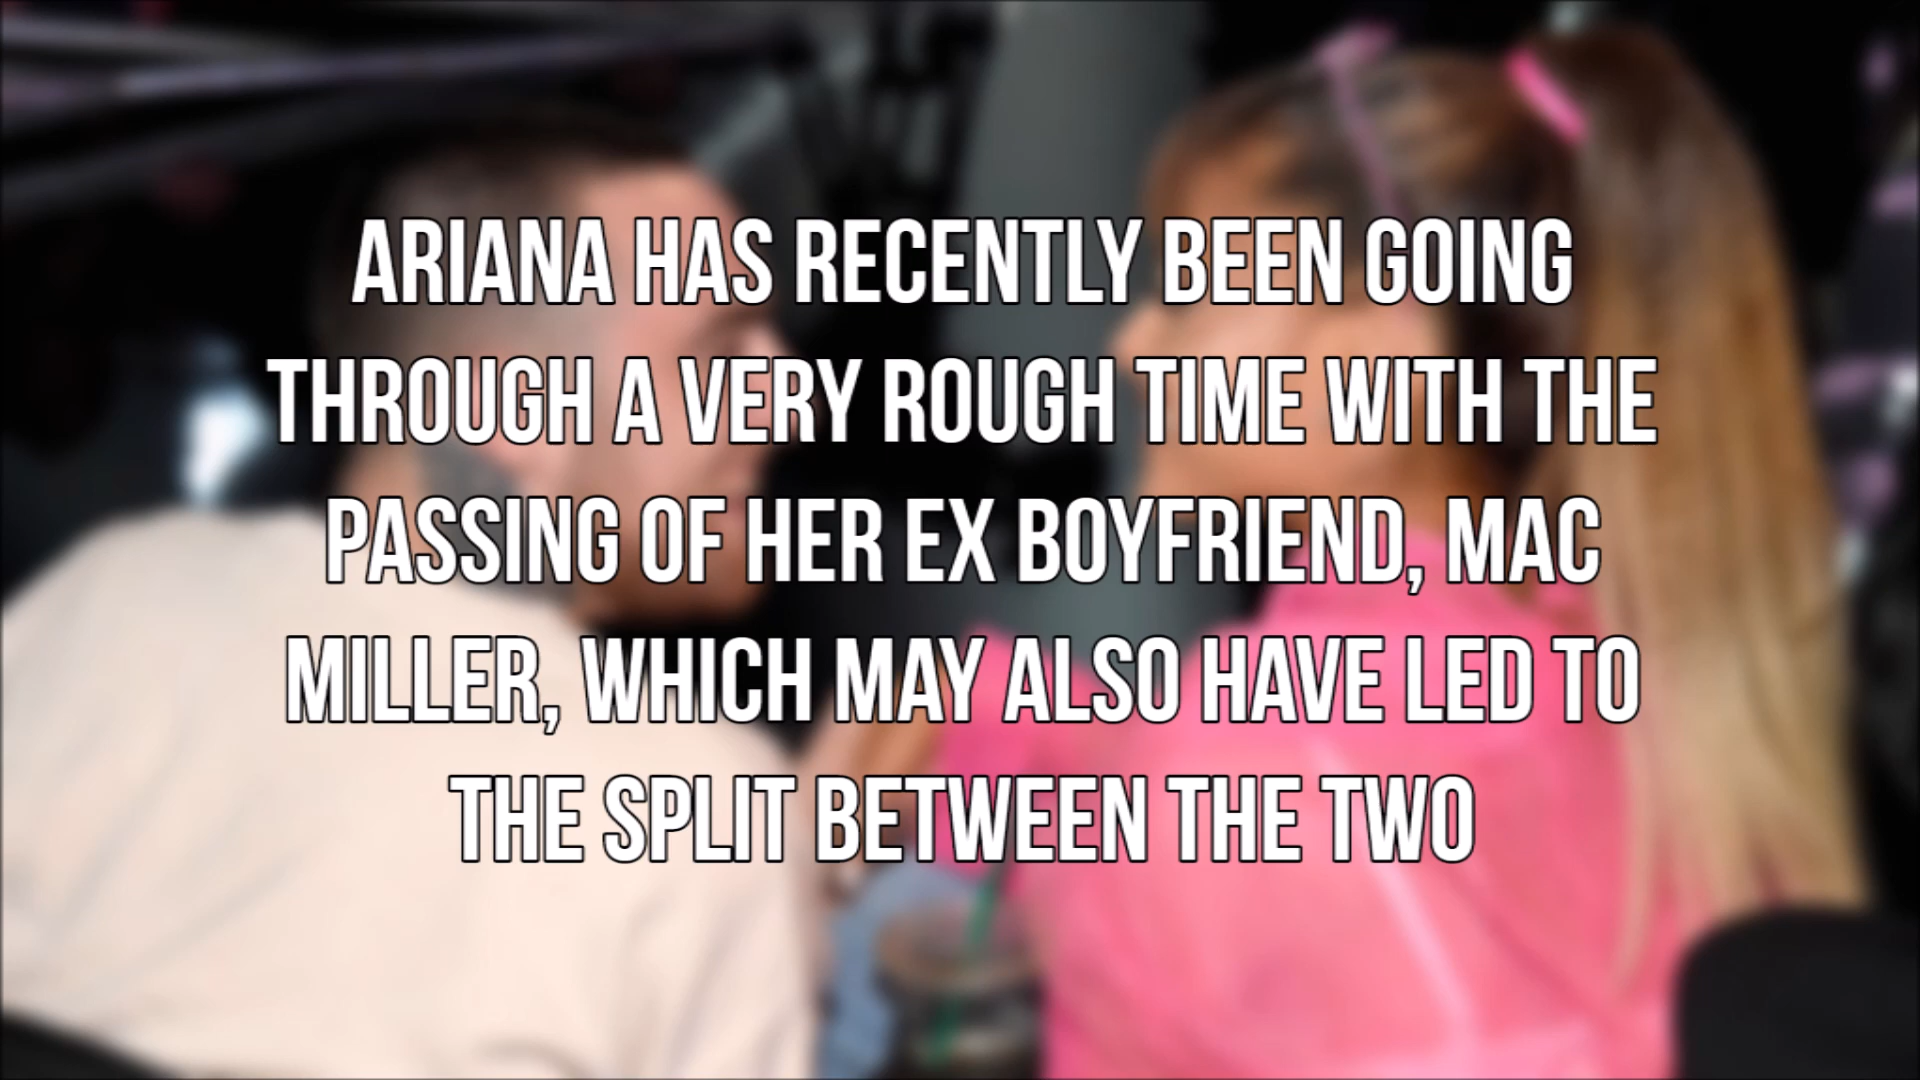 ARIANA HAS RECENTLY BEEN GOING
THROUGH A VERY ROUGH TIME WITH THE
PASSING OF HER EX BOYFRIEND, MAC
MILLER, WHICH MAY ALSO HAVE LED TO
THE SPLIT BETWEEN THE TWO